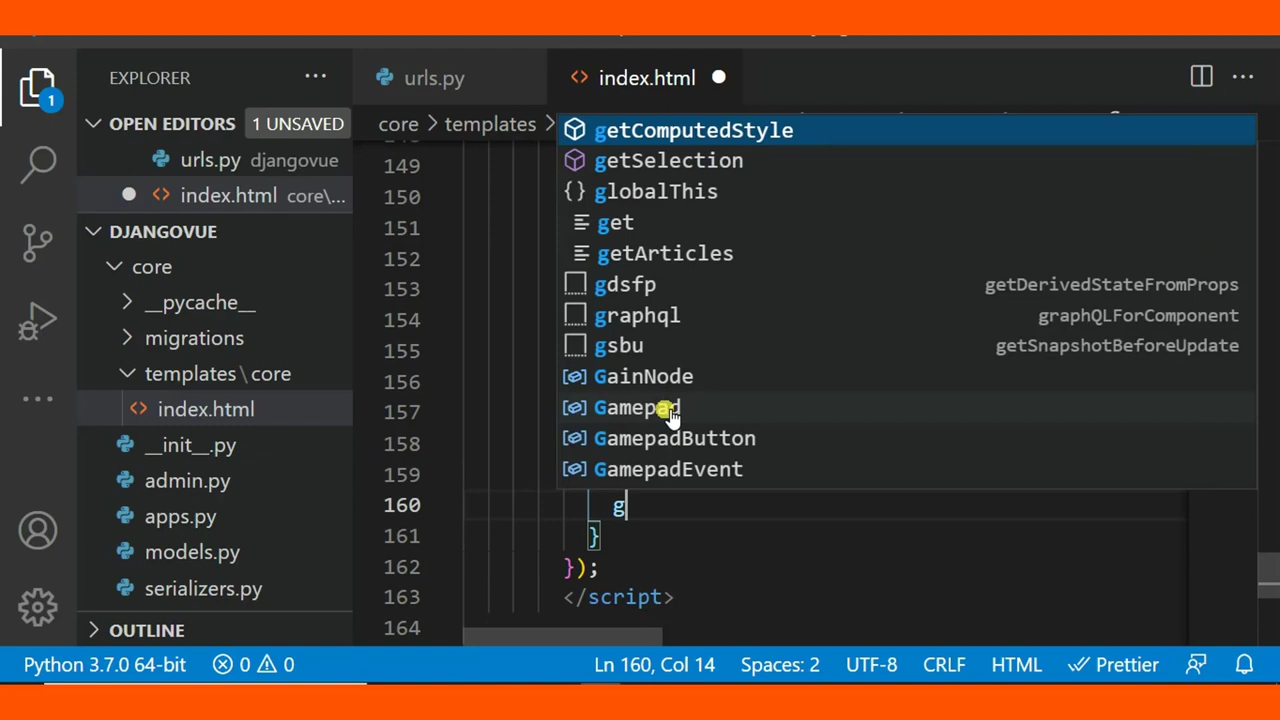 EXPLORER
OPEN EDITORS 1 UNSAVED
urls.py djangovue
index.html core\...
DJANGOVUE
core
__pycache__
migrations
templates\core
index.html
__init__.py
admin.py
apps.py
models.py
serializers.py
OUTLINE
1
urls.py
index.html
core > templates >
149
150
151
152
153
154
155
156
157
158
159
160 g
161 }
162 });
163 </script>
164
getComputedStyle
getSelection
globalThis
get
getArticles
gdsfp getDerivedStateFromProps
graphql graphQLForComponent
gsbu getSnapshotBeforeUpdate
GainNode
Gamepad
GamepadButton
GamepadEvent
Python 3.7.0 64-bit 0 0 Ln 160, Col 14 Spaces: 2 UTF-8 CRLF HTML Prettier